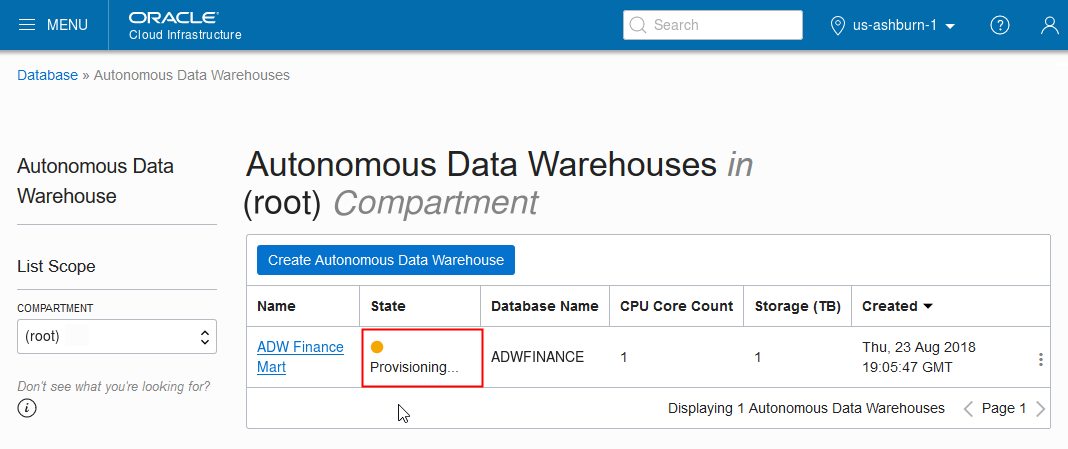 MENU
ORACLE
Cloud Infrastructure
Search
us-ashburn-1
?
Database » Autonomous Data Warehouses
Autonomous Data
Warehouse
List Scope
COMPARTMENT
(root)
Don't see what you're looking for?
i
Autonomous Data Warehouses in
(root) Compartment
Create Autonomous Data Warehouse
Name State Database Name CPU Core Count Storage (TB) Created
ADW Finance
Mart
Provisioning...
ADWFINANCE
1
1
Thu, 23 Aug 2018
19:05:47 GMT
Displaying 1 Autonomous Data Warehouses Page 1